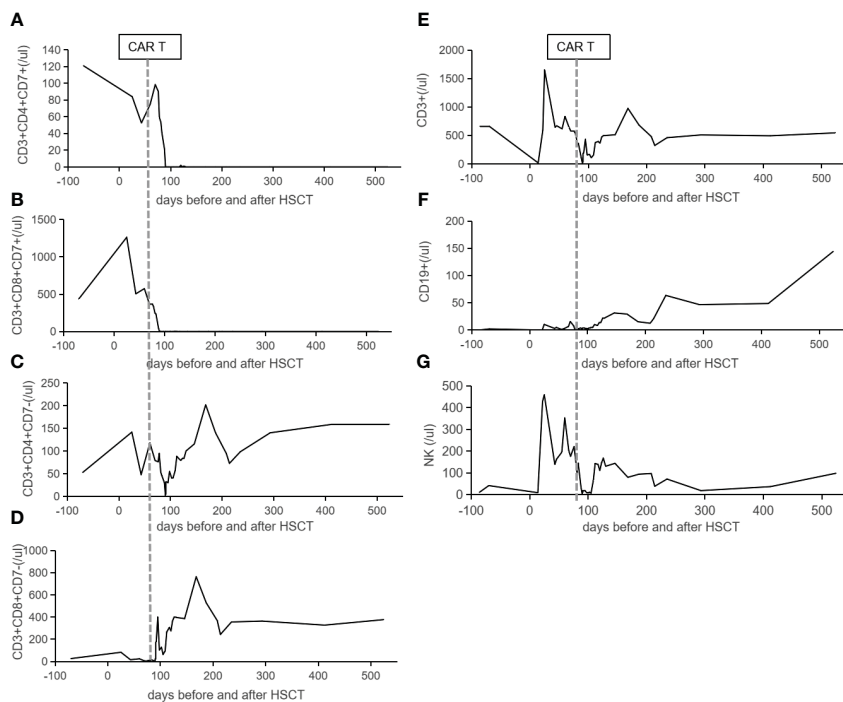 A
CAR T
CD3+CD4+CD7+(/ul)
140
120
100
80
60
40
20
0
-100 0 100 200 300 400 500
days before and after HSCT
B
CD3+CD8+CD7+(/ul)
1500
1000
500
0
-100 0 100 200 300 400 500
days before and after HSCT
C
CD3+CD4+CD7-(/ul)
250
200
150
100
50
0
-100 0 100 200 300 400 500
days before and after HSCT
D
CD3+CD8+CD7-(/ul)
1000
800
600
400
200
0
-100 0 100 200 300 400 500
days before and after HSCT
E
CAR T
CD3+(/ul)
2000
1500
1000
500
0
-100 0 100 200 300 400 500
days before and after HSCT
F
CD19+(/ul)
200
150
100
50
0
-100 0 100 200 300 400 500
days before and after HSCT
G
NK (/ul)
500
400
300
200
100
0
-100 0 100 200 300 400 500
days before and after HSCT